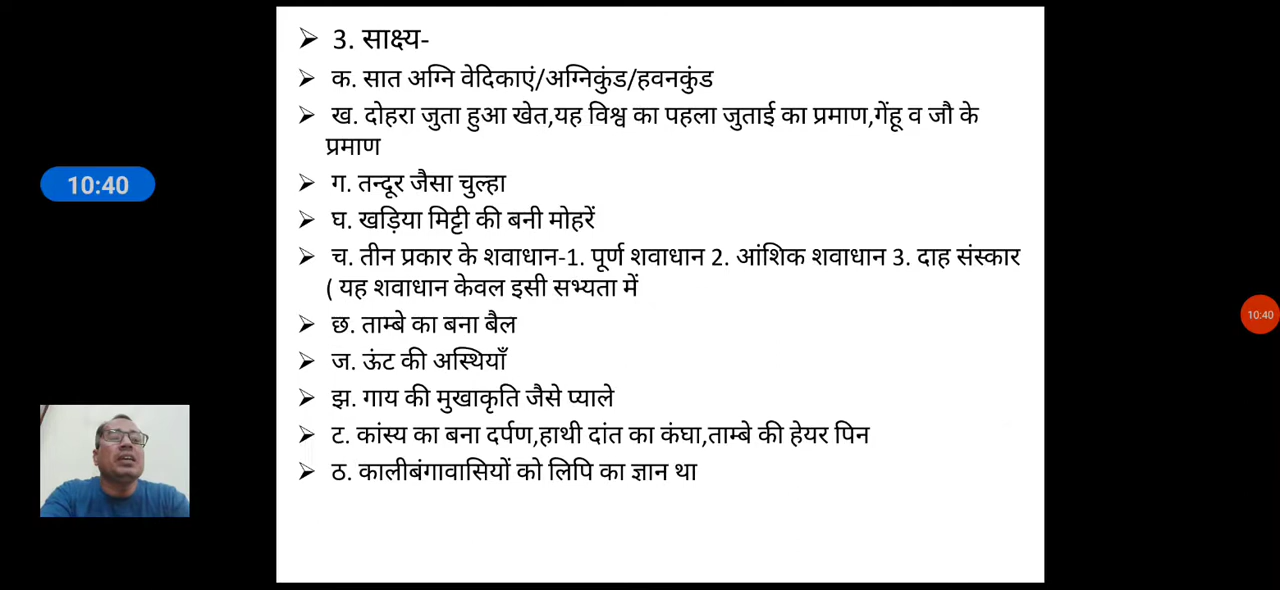 ➢ 3. साक्ष्य-
➢ क. सात अग्नि वेदिकाएं/अग्निकुंड/हवनकुंड
➢ ख. दोहरा जुता हुआ खेत,यह विश्व का पहला जुताई का प्रमाण,गेंहू व जौ के
प्रमाण
10:40
➢ ग. तन्दूर जैसा चुल्हा
➢ घ. खड़िया मिट्टी की बनी मोहरें
➢ च. तीन प्रकार के शवाधान-1. पूर्ण शवाधान 2. आंशिक शवाधान 3. दाह संस्कार
( यह शवाधान केवल इसी सभ्यता में
10:40
➢ छ. ताम्बे का बना बैल
➢ ज. ऊंट की अस्थियाँ
➢ झ. गाय की मुखाकृति जैसे प्याले
➢ ट. कांस्य का बना दर्पण,हाथी दांत का कंघा,ताम्बे की हेयर पिन
➢ ठ. कालीबंगावासियों को लिपि का ज्ञान था